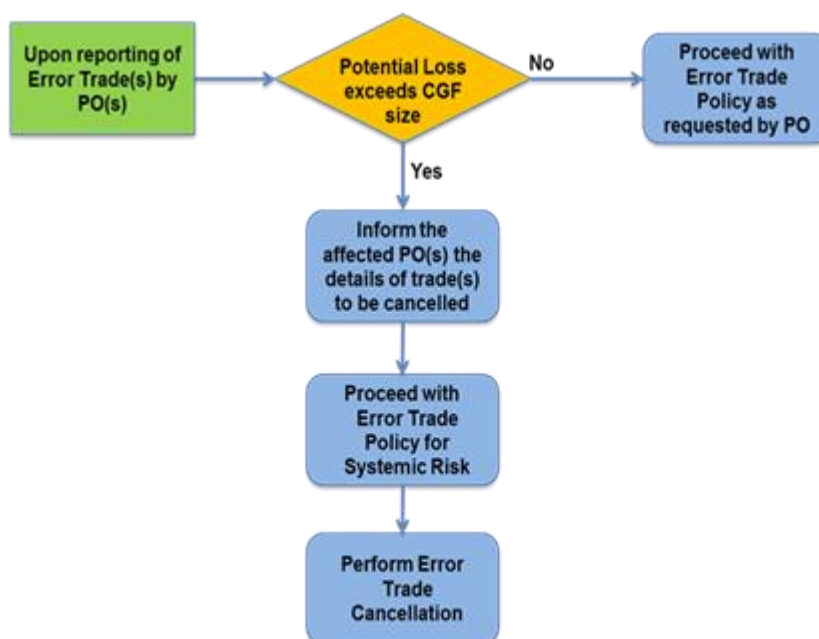 Upon reporting of
Error Trade(s) by
PO(s)
Potential Loss
exceeds CGF
size
No
Proceed with
Error Trade
Policy as
requested by PO
Yes
Inform the
affected PO(s) the
details of trade(s)
to be cancelled
Proceed with
Error Trade
Policy for
Systemic Risk
Perform Error
Trade
Cancellation